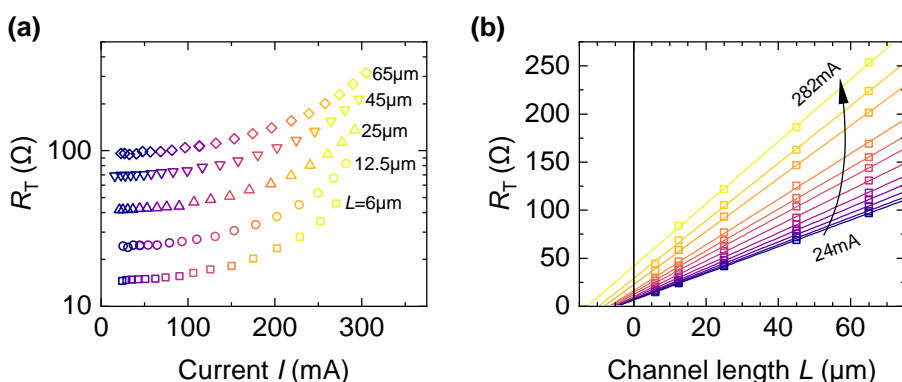 (a)
R_T (Ω)
100
10
65μm
45μm
25μm
12.5μm
L=6μm
0 100 200 300
Current I (mA)
(b)
R_T (Ω)
250
200
150
100
50
0
282mA
24mA
0 20 40 60
Channel length L (μm)